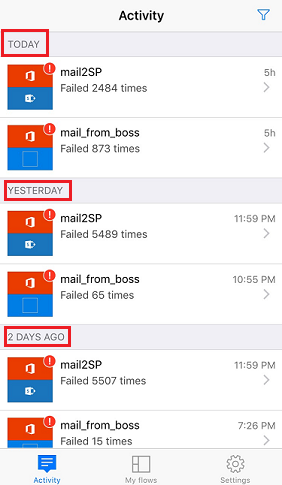 Activity
TODAY
mail2SP
5h
Failed 2484 times
mail_from_boss
5h
Failed 873 times
YESTERDAY
mail2SP
11:59 PM
Failed 5489 times
mail_from_boss
10:55 PM
Failed 65 times
2 DAYS AGO
mail2SP
11:59 PM
Failed 5507 times
mail_from_boss
7:26 PM
Failed 15 times
Activity
My flows
Settings